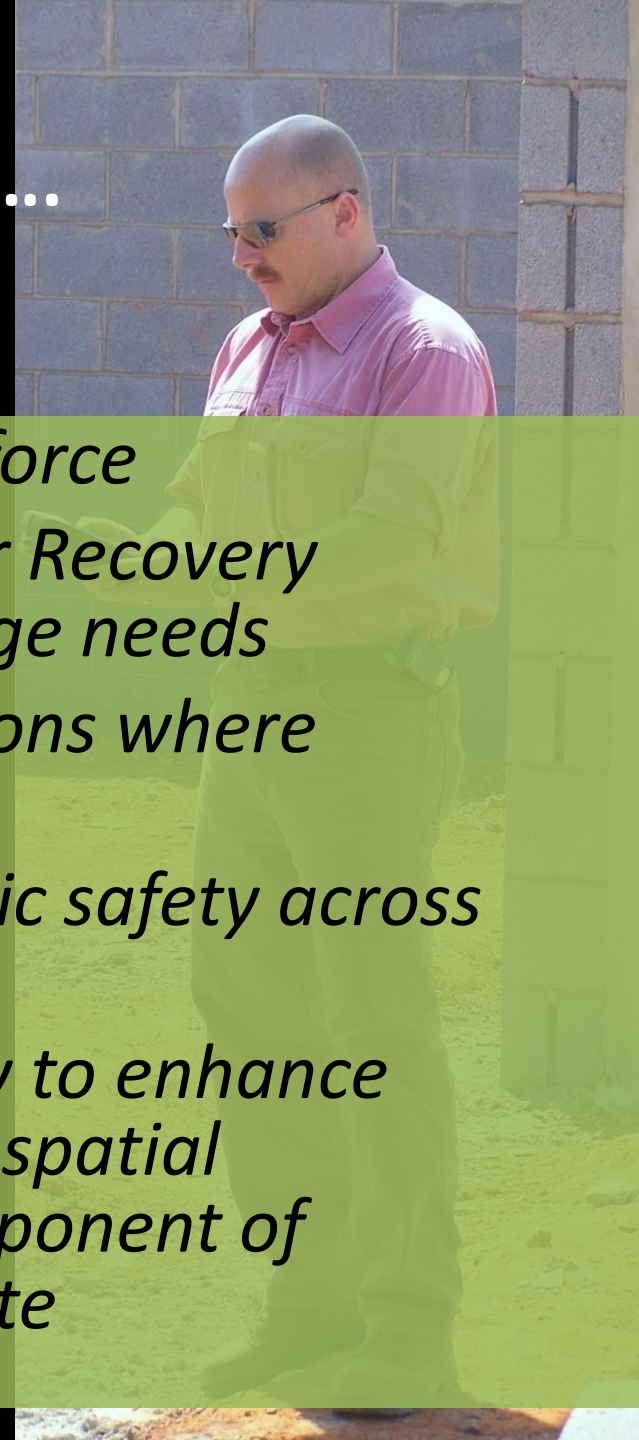 ...
force
r Recovery
ge needs
ons where
ic safety across
y to enhance
spatial
ponent of
te